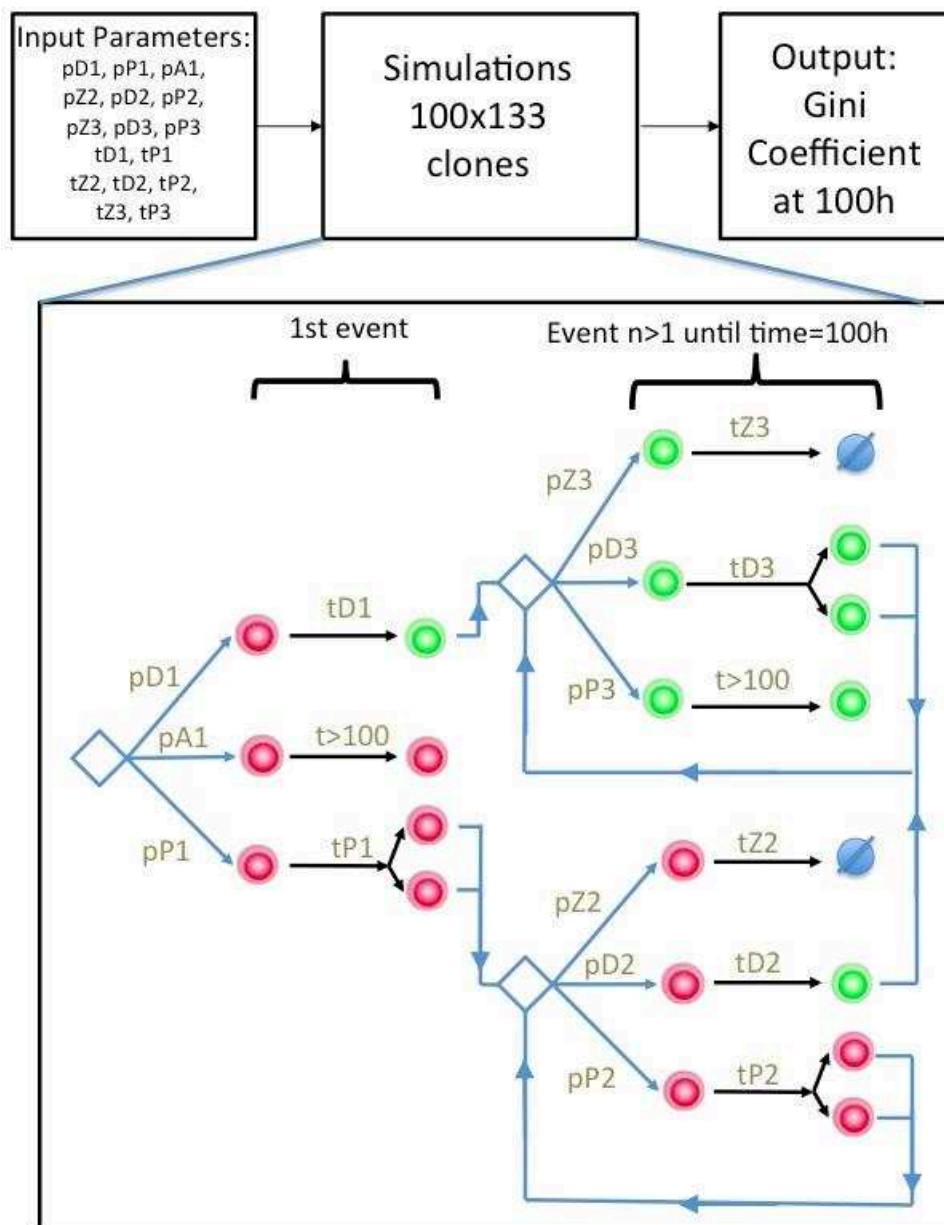 Input Parameters:
pD1, pP1, pA1,
pZ2, pD2, pP2,
pZ3, pD3, pP3
tD1, tP1
tZ2, tD2, tP2,
tZ3, tP3
Simulations
100x133
clones
Output:
Gini
Coefficient
at 100h
1st event
Event n>1 until time=100h
tZ3
pZ3
pD3
tD3
tD1
pD1
pP3
t>100
pA1
t>100
pP1
tP1
tZ2
pZ2
pD2
tD2
pP2
tP2